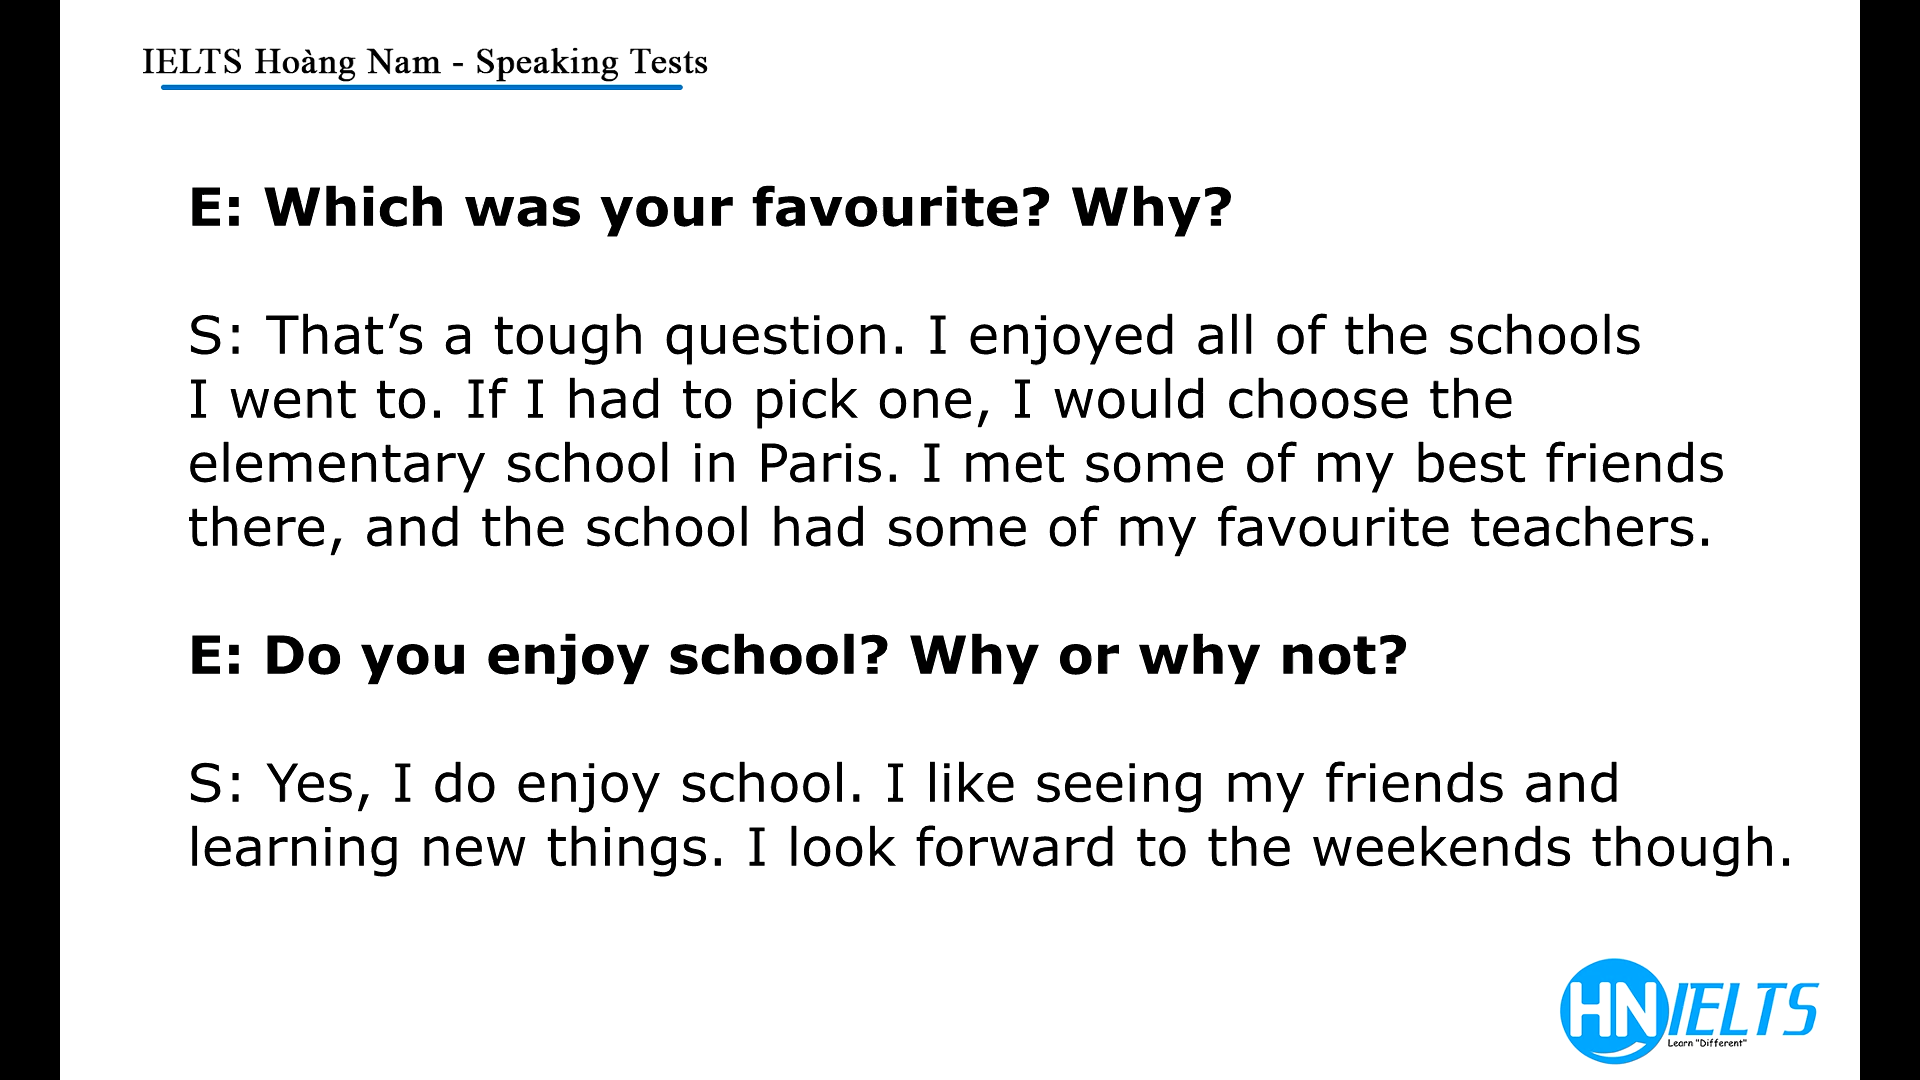 IELTS Hoàng Nam - Speaking Tests
E: Which was your favourite? Why?
S: That’s a tough question. I enjoyed all of the schools
I went to. If I had to pick one, I would choose the
elementary school in Paris. I met some of my best friends
there, and the school had some of my favourite teachers.
E: Do you enjoy school? Why or why not?
S: Yes, I do enjoy school. I like seeing my friends and
learning new things. I look forward to the weekends though.
HNIELTS
Learn "Different"